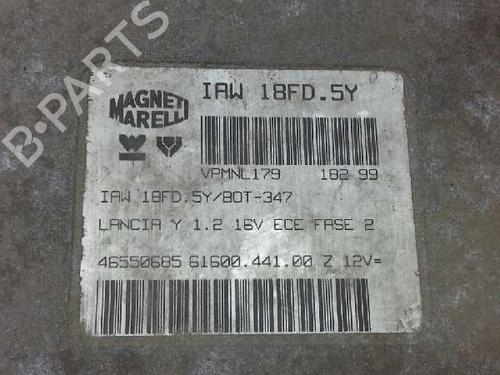 B-PARTS
MAGNETI MARELLI
IAW 18FD.5Y
VPMNL179 182 99
IAW 18FD.5Y/BOT-347
LANCIA Y 1.2 16V ECE FASE 2
46550685 61600.441.00 Z 12V=